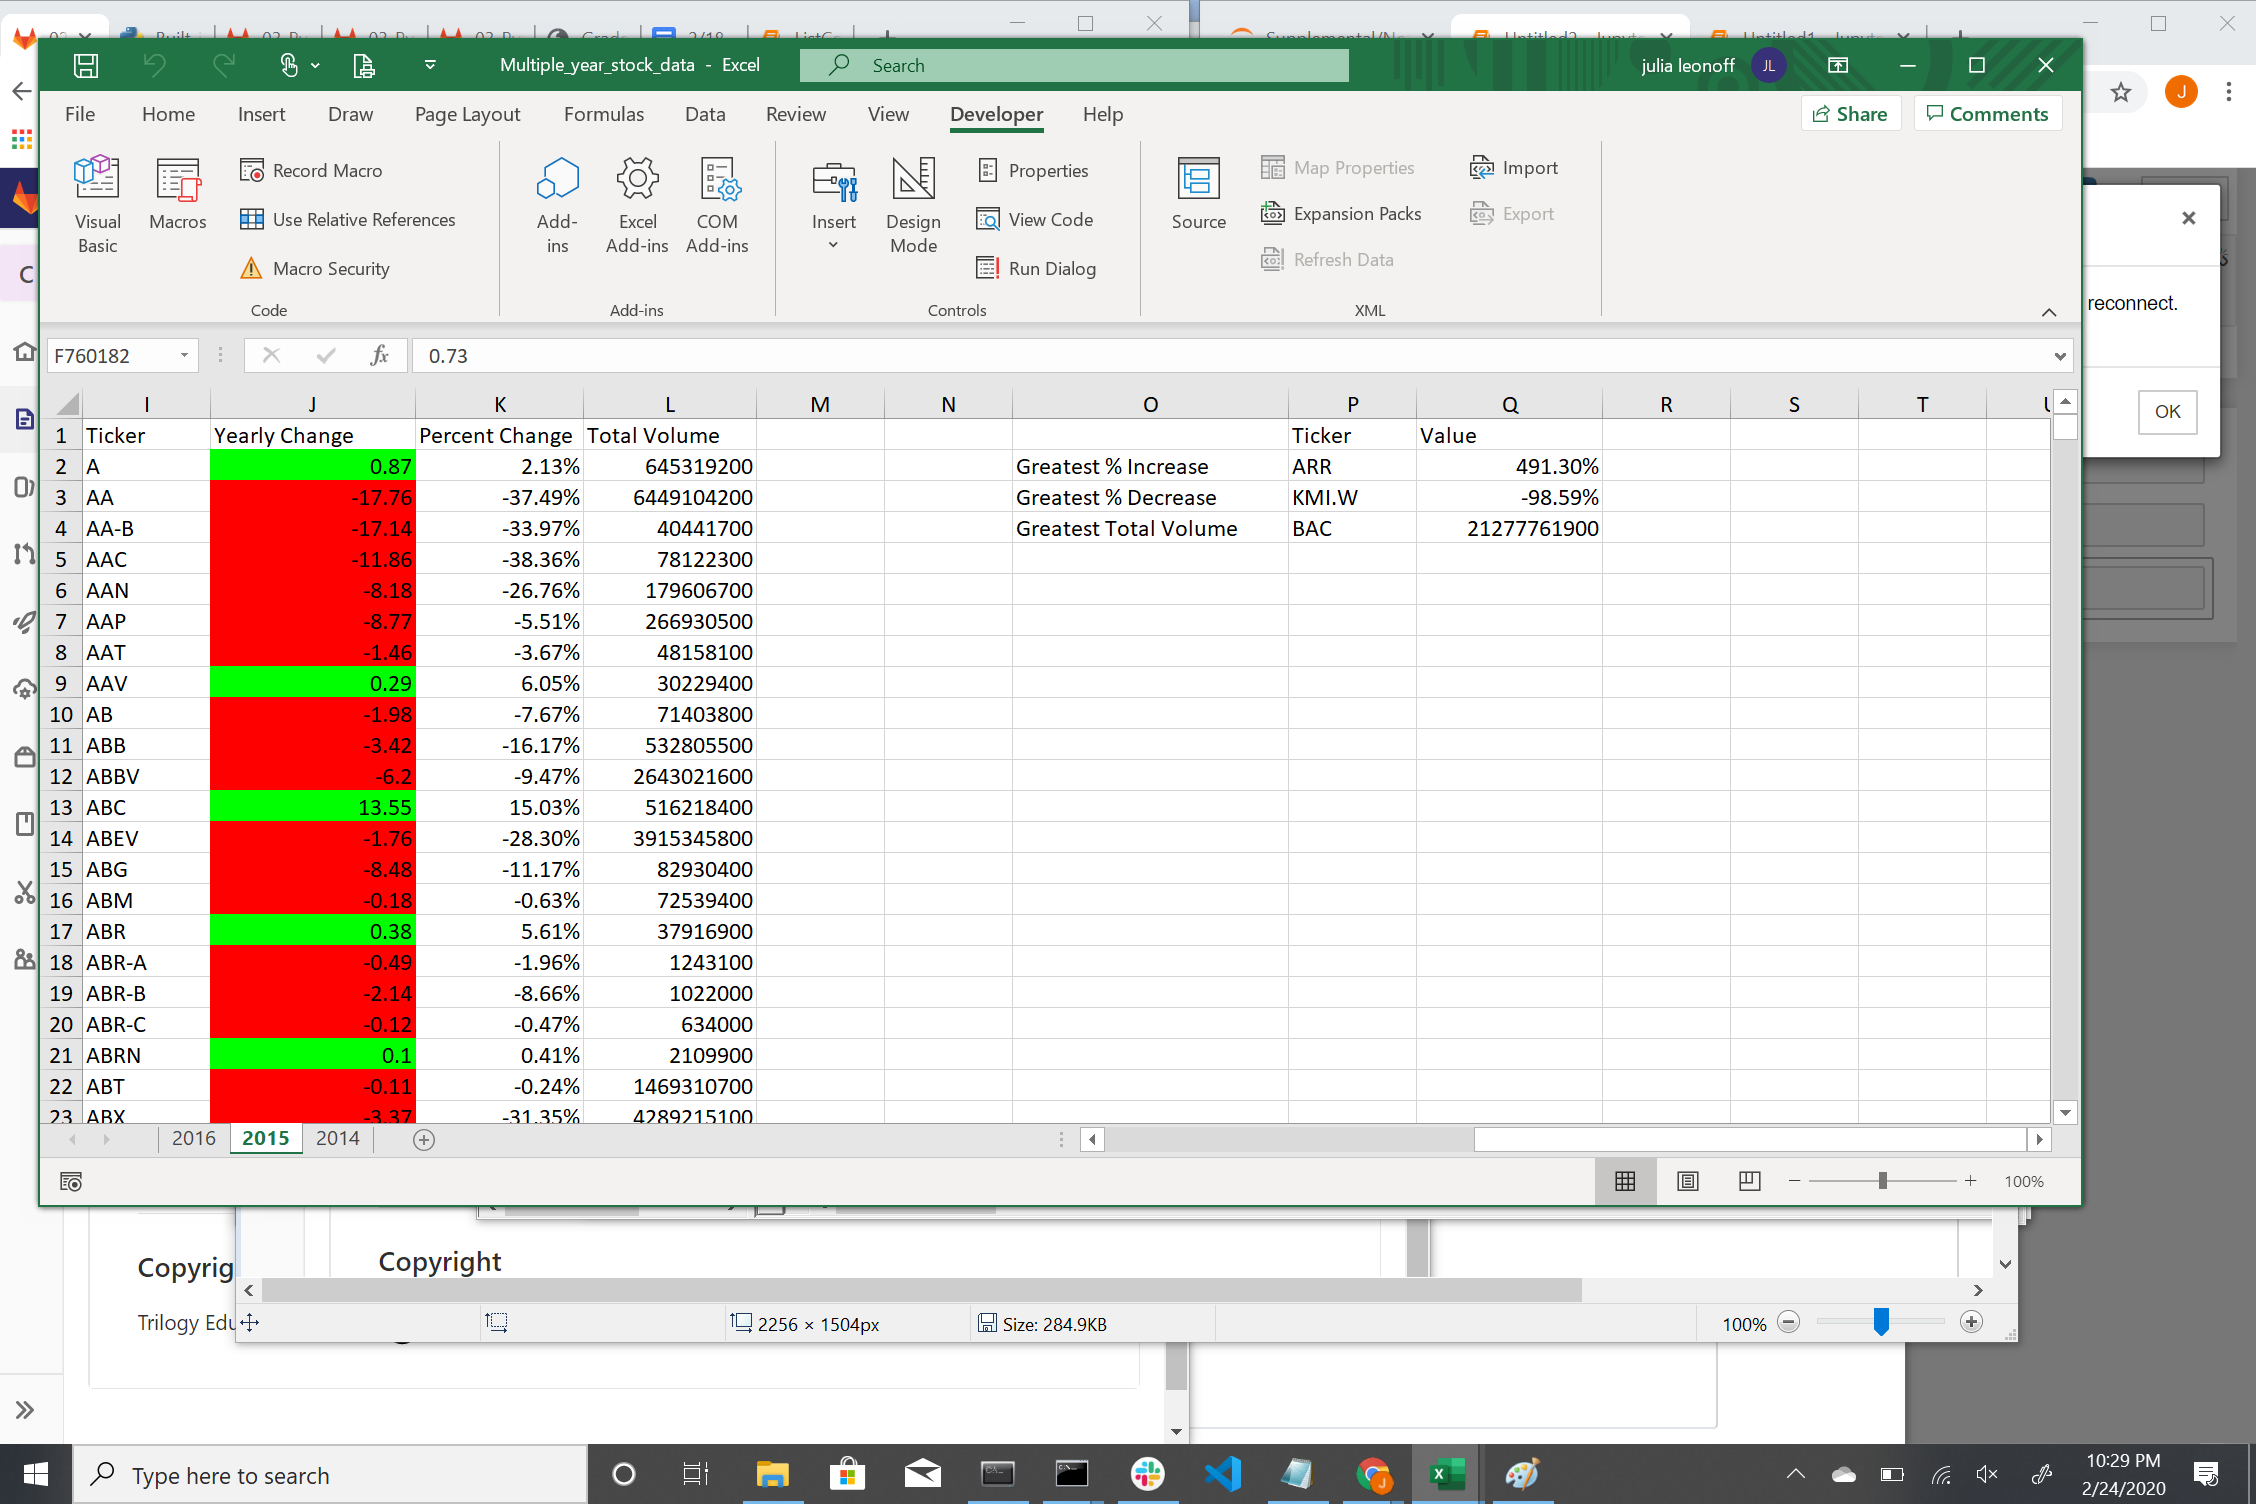 Multiple_year_stock_data - Excel
Search
julia leonoff JL
File Home Insert Draw Page Layout Formulas Data Review View Developer Help
Share Comments
J
Visual Basic
Macros
Record Macro
Use Relative References
Macro Security
Code
Add-ins
Excel Add-ins
COM Add-ins
Add-ins
Insert
Design Mode
Properties
View Code
Run Dialog
Controls
Source
Map Properties
Expansion Packs
Refresh Data
Import
Export
XML
reconnect.
OK
F760182 fx 0.73
I J K L M N O P Q R S T
1 Ticker Yearly Change Percent Change Total Volume Ticker Value
2 A 0.87 2.13% 645319200 Greatest % Increase ARR 491.30%
3 AA -17.76 -37.49% 6449104200 Greatest % Decrease KMI.W -98.59%
4 AA-B -17.14 -33.97% 40441700 Greatest Total Volume BAC 21277761900
5 AAC -11.86 -38.36% 78122300
6 AAN -8.18 -26.76% 179606700
7 AAP -8.77 -5.51% 266930500
8 AAT -1.46 -3.67% 48158100
9 AAV 0.29 6.05% 30229400
10 AB -1.98 -7.67% 71403800
11 ABB -3.42 -16.17% 532805500
12 ABBV -6.2 -9.47% 2643021600
13 ABC 13.55 15.03% 516218400
14 ABEV -1.76 -28.30% 3915345800
15 ABG -8.48 -11.17% 82930400
16 ABM -0.18 -0.63% 72539400
17 ABR 0.38 5.61% 37916900
18 ABR-A -0.49 -1.96% 1243100
19 ABR-B -2.14 -8.66% 1022000
20 ABR-C -0.12 -0.47% 634000
21 ABRN 0.1 0.41% 2109900
22 ABT -0.11 -0.24% 1469310700
23 ABX -3.37 -31.35% 4289215100
2016 2015 2014
100%
Copyrig
Copyright
Trilogy Edu
2256 × 1504px
Size: 284.9KB
100%
Type here to search
10:29 PM
2/24/2020